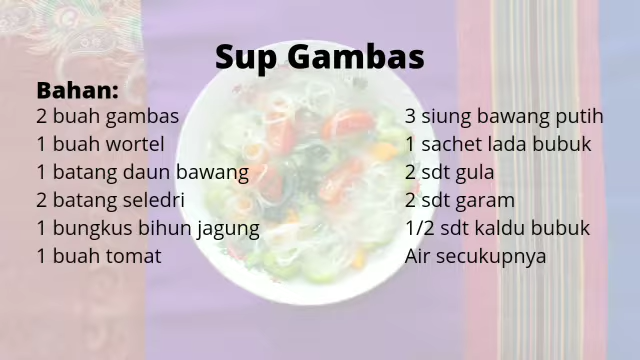 Sup Gambas
Bahan:
2 buah gambas
1 buah wortel
1 batang daun bawang
2 batang seledri
1 bungkus bihun jagung
1 buah tomat
3 siung bawang putih
1 sachet lada bubuk
2 sdt gula
2 sdt garam
1/2 sdt kaldu bubuk
Air secukupnya